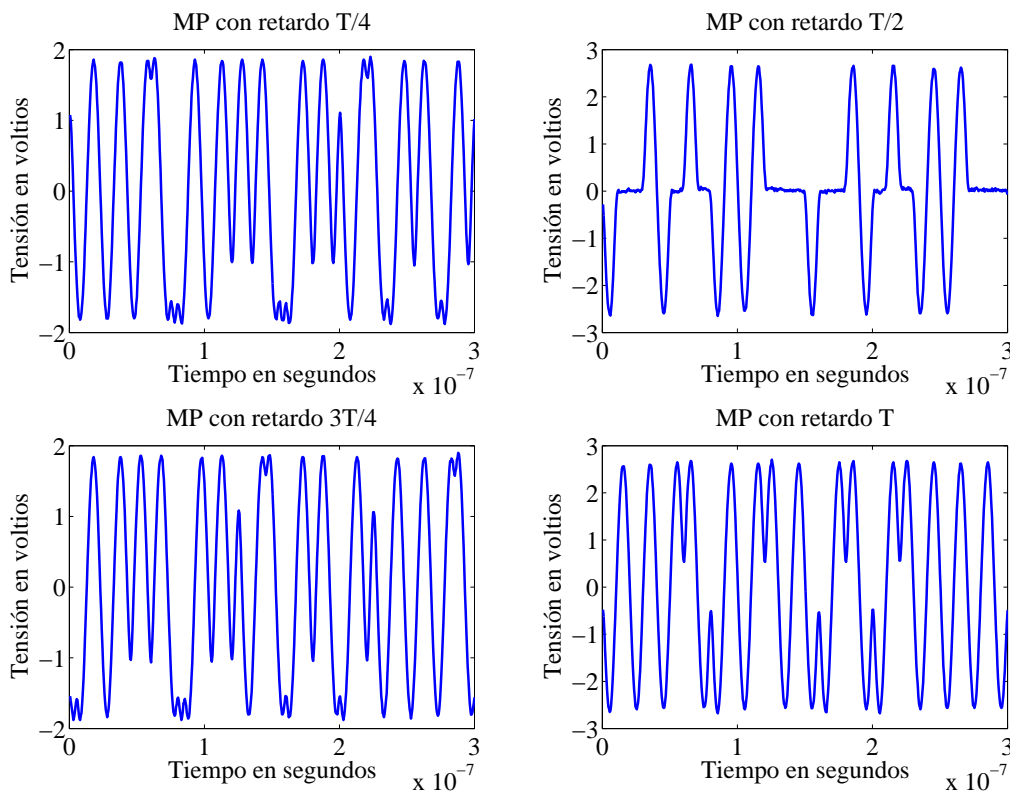 MP con retardo T/4
Tensión en voltios
2
1
0
−1
−2
0
1
2
3
Tiempo en segundos
x 10⁻⁷
MP con retardo T/2
Tensión en voltios
3
2
1
0
−1
−2
−3
0
1
2
3
Tiempo en segundos
x 10⁻⁷
MP con retardo 3T/4
Tensión en voltios
2
1
0
−1
−2
0
1
2
3
Tiempo en segundos
x 10⁻⁷
MP con retardo T
Tensión en voltios
3
2
1
0
−1
−2
−3
0
1
2
3
Tiempo en segundos
x 10⁻⁷